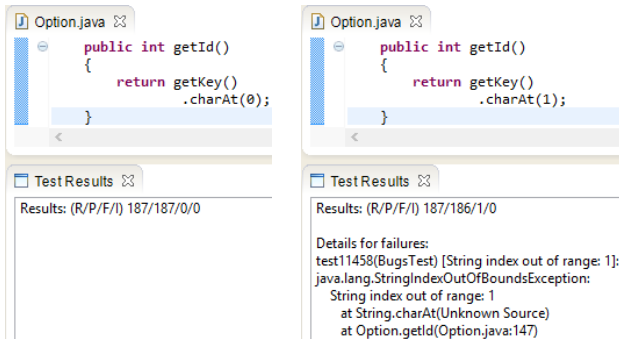 Option.java
public int getId()
{
return getKey()
.charAt(0);
}
Test Results
Results: (R/P/F/I) 187/187/0/0
Option.java
public int getId()
{
return getKey()
.charAt(1);
}
Test Results
Results: (R/P/F/I) 187/186/1/0
Details for failures:
test11458(BugsTest) [String index out of range: 1]:
java.lang.StringIndexOutOfBoundsException:
String index out of range: 1
at String.charAt(Unknown Source)
at Option.getId(Option.java:147)